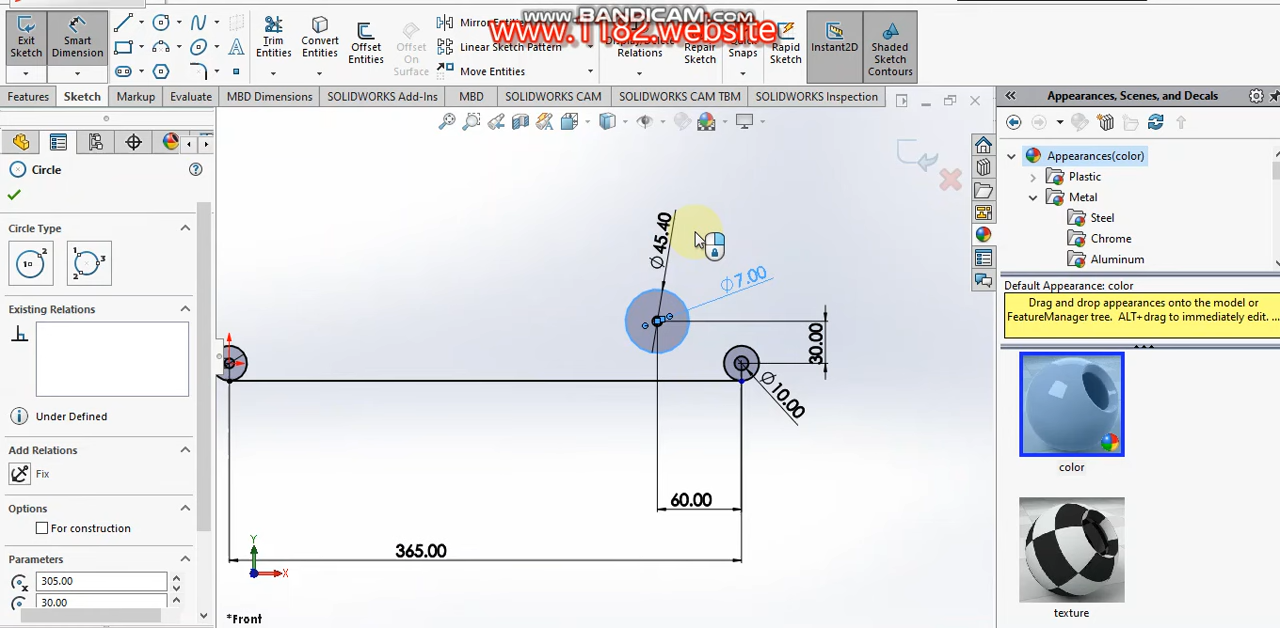 www.BANDICAM.com
www.1182.website
Exit Sketch
Smart Dimension
Trim Entities
Convert Entities
Offset Entities
Offset On Surface
Mirror Entities
Linear Sketch Pattern
Move Entities
Display/Delete Relations
Repair Sketch
Quick Snaps
Rapid Sketch
Instant2D
Shaded Sketch Contours
Features
Sketch
Markup
Evaluate
MBD Dimensions
SOLIDWORKS Add-Ins
MBD
SOLIDWORKS CAM
SOLIDWORKS CAM TBM
SOLIDWORKS Inspection
Circle
Circle Type
Existing Relations
Under Defined
Add Relations
Fix
Options
For construction
Parameters
305.00
30.00
Ø45.40
Ø7.00
30.00
Ø10.00
60.00
365.00
Y
X
*Front
Appearances, Scenes, and Decals
Appearances(color)
Plastic
Metal
Steel
Chrome
Aluminum
Default Appearance: color
Drag and drop appearances onto the model or
FeatureManager tree. ALT+drag to immediately edit. ...
color
texture